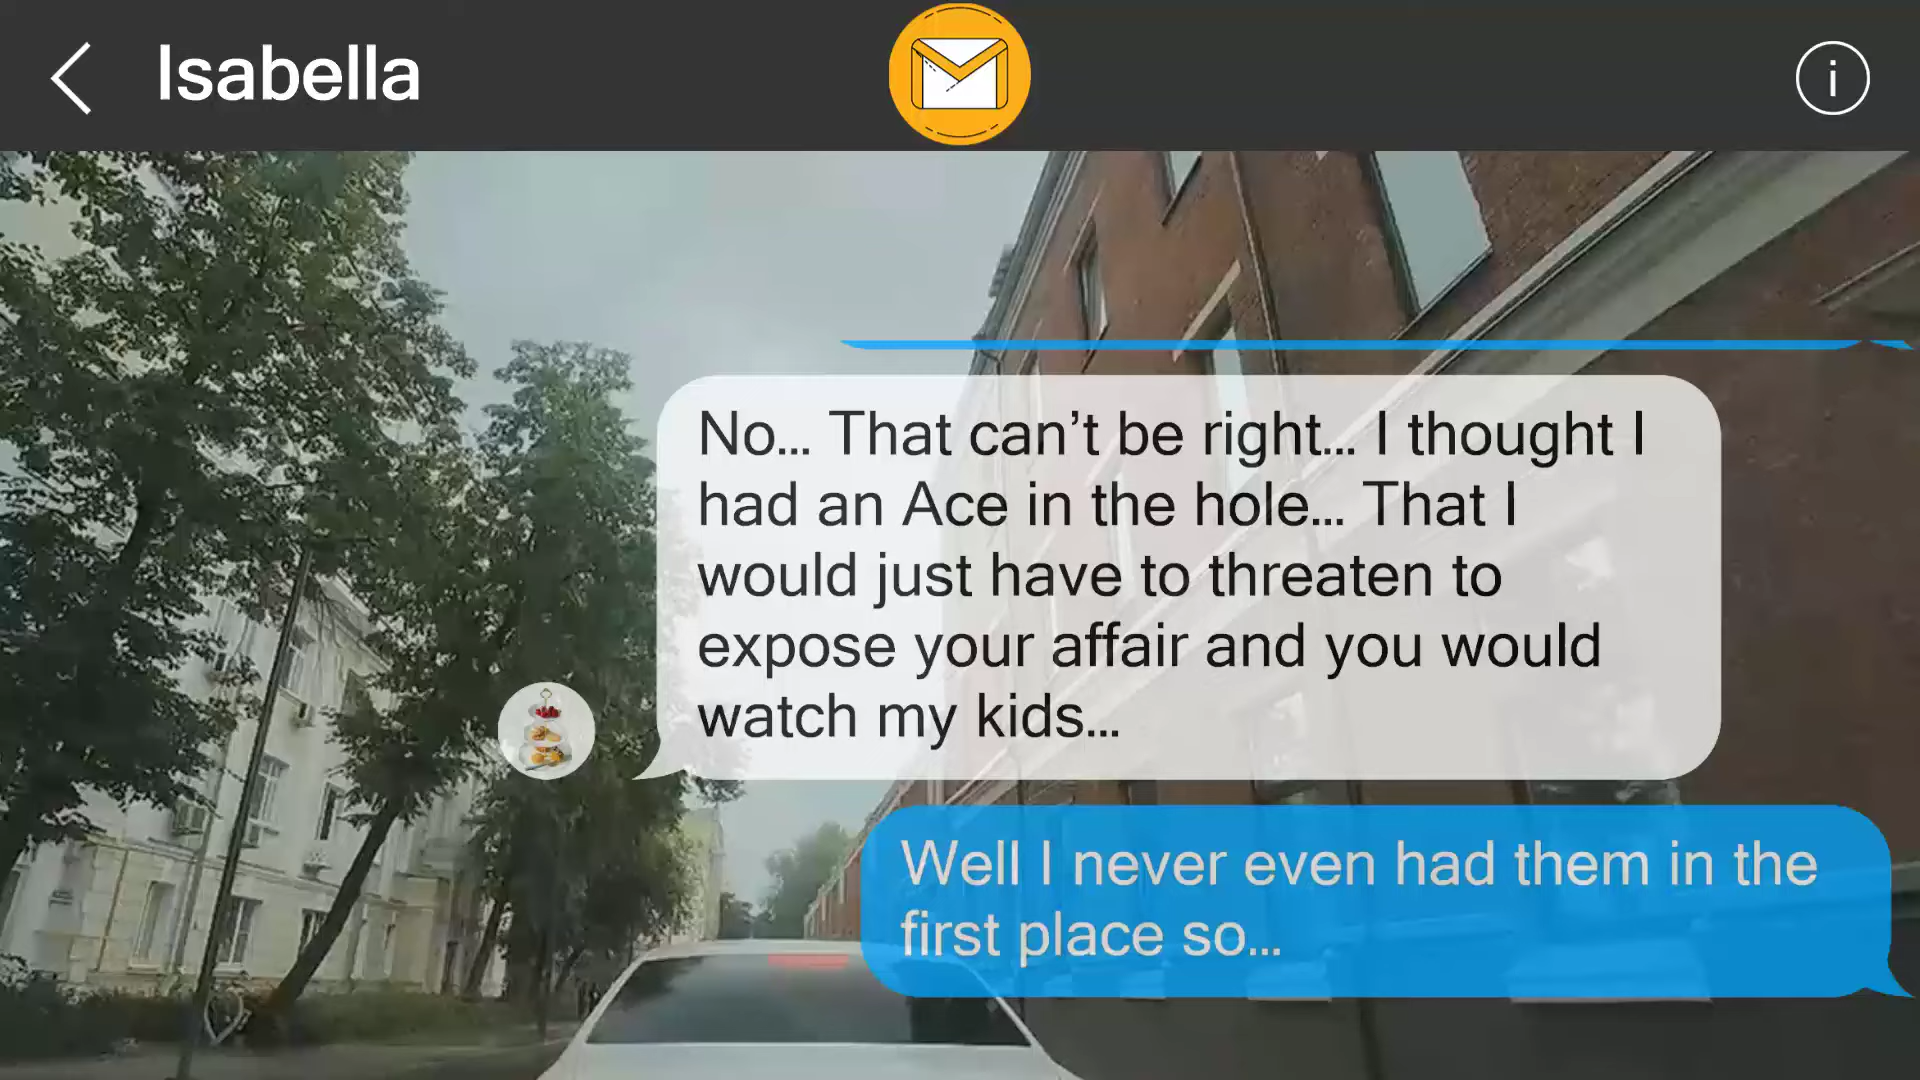 Isabella
i
No... That can’t be right... I thought I
had an Ace in the hole... That I
would just have to threaten to
expose your affair and you would
watch my kids...
Well I never even had them in the
first place so...